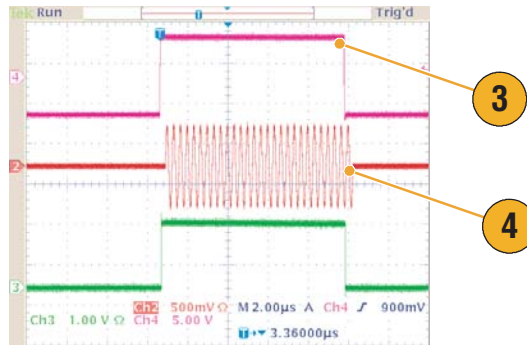 Tek Run Trig'd
T
T
4
3
2
4
3
Ch2 500mV Ω M 2.00µs A Ch4 ƒ 900mV
Ch3 1.00 V Ω Ch4 5.00 V
T→▼ 3.36000µs